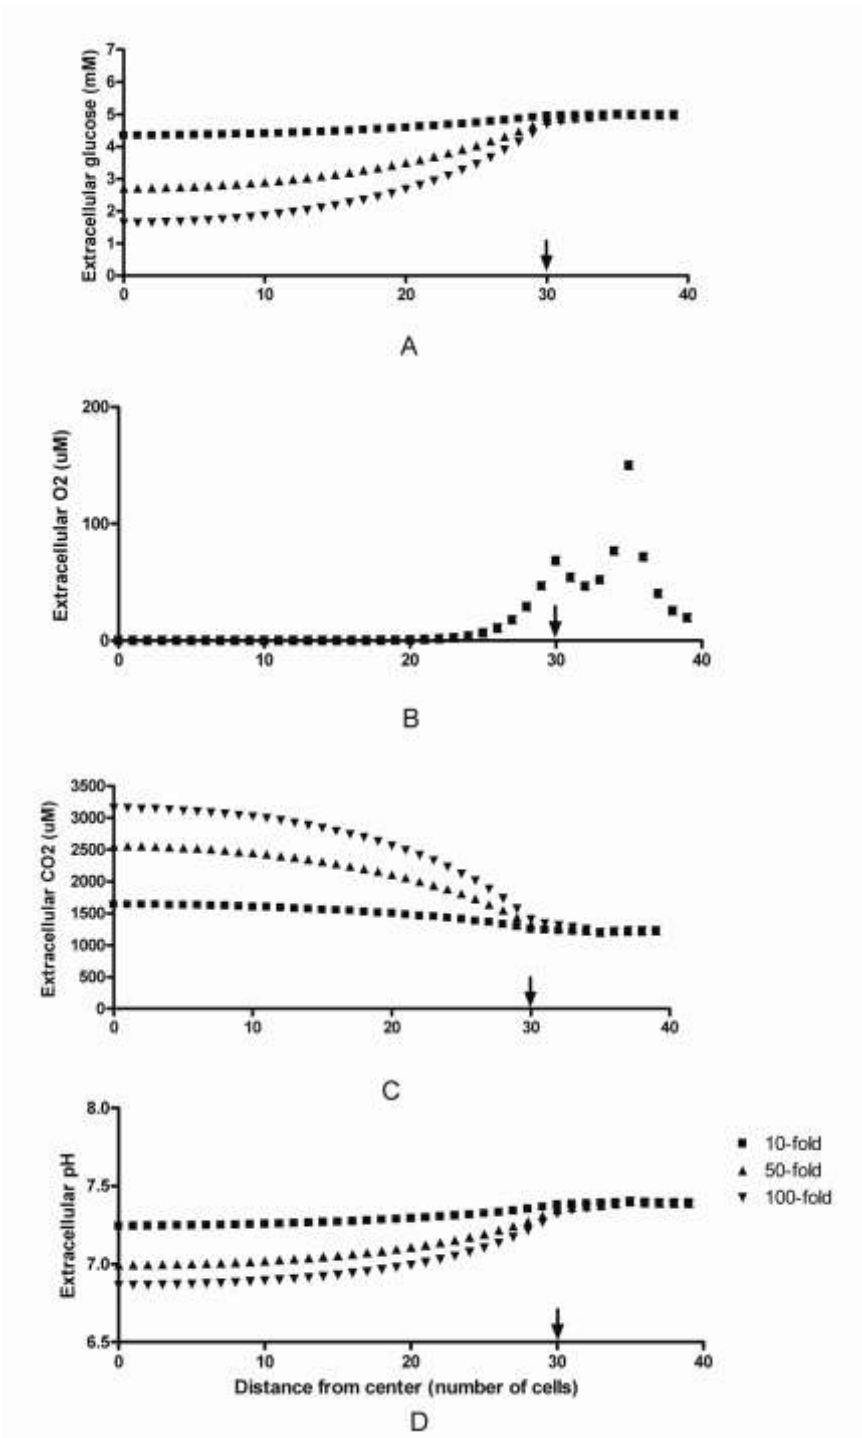 Extracellular glucose (mM)
7
6
5
4
3
2
1
0
0 10 20 30 40
A
Extracellular O2 (uM)
200
100
0
0 10 20 30 40
B
Extracellular CO2 (uM)
3500
3000
2500
2000
1500
1000
500
0
0 10 20 30 40
C
Extracellular pH
8.0
7.5
7.0
6.5
0 10 20 30 40
Distance from center (number of cells)
10-fold
50-fold
100-fold
D